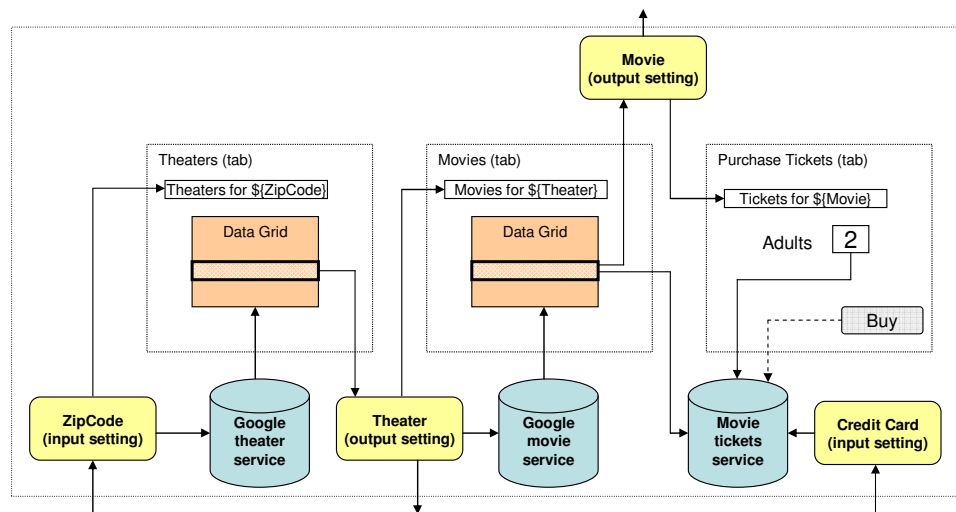 Movie
(output setting)
Theaters (tab)
Theaters for ${ZipCode}
Data Grid
Movies (tab)
Movies for ${Theater}
Data Grid
Purchase Tickets (tab)
Tickets for ${Movie}
Adults 2
Buy
ZipCode
(input setting)
Google
theater
service
Theater
(output setting)
Google
movie
service
Movie
tickets
service
Credit Card
(input setting)